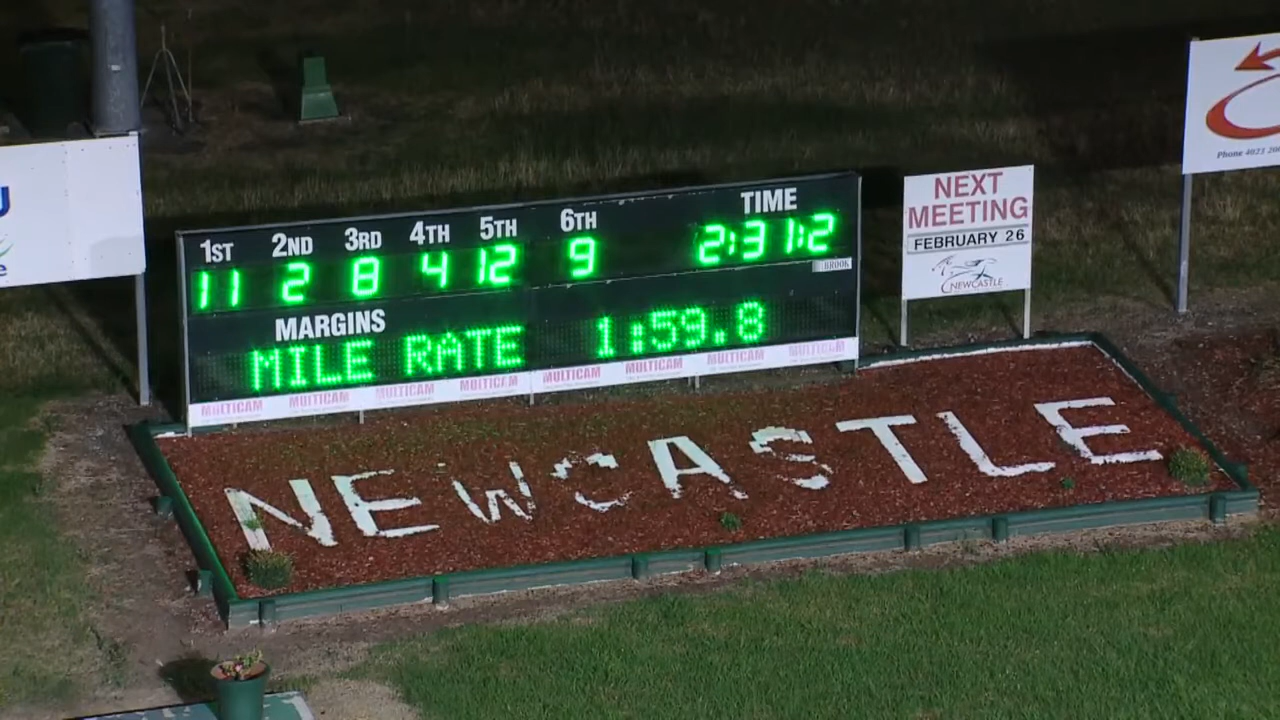 1ST 2ND 3RD 4TH 5TH 6TH TIME
11 2 8 4 12 9 2:31:2
BROOK
MARGINS
MILE RATE 1:59.8
MULTICAM MULTICAM MULTICAM MULTICAM MULTICAM MULTICAM MULTICAM MULTICAM
NEXT
MEETING
FEBRUARY 26
NEWCASTLE
NEWCASTLE